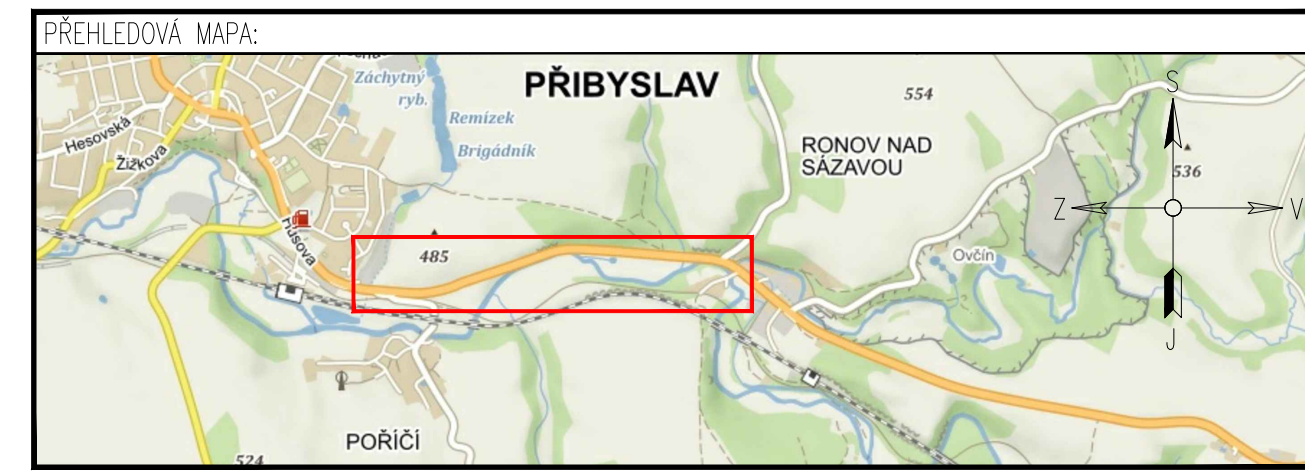 PŘEHLEDOVÁ MAPA:
Záchytný
ryb.
PŘIBYSLAV
554
S
Remízek
Hesovská
Brigádník
RONOV NAD
SÁZAVOU
Žižkova
536
Z
V
Husova
485
Ovčín
J
POŘÍČÍ
524